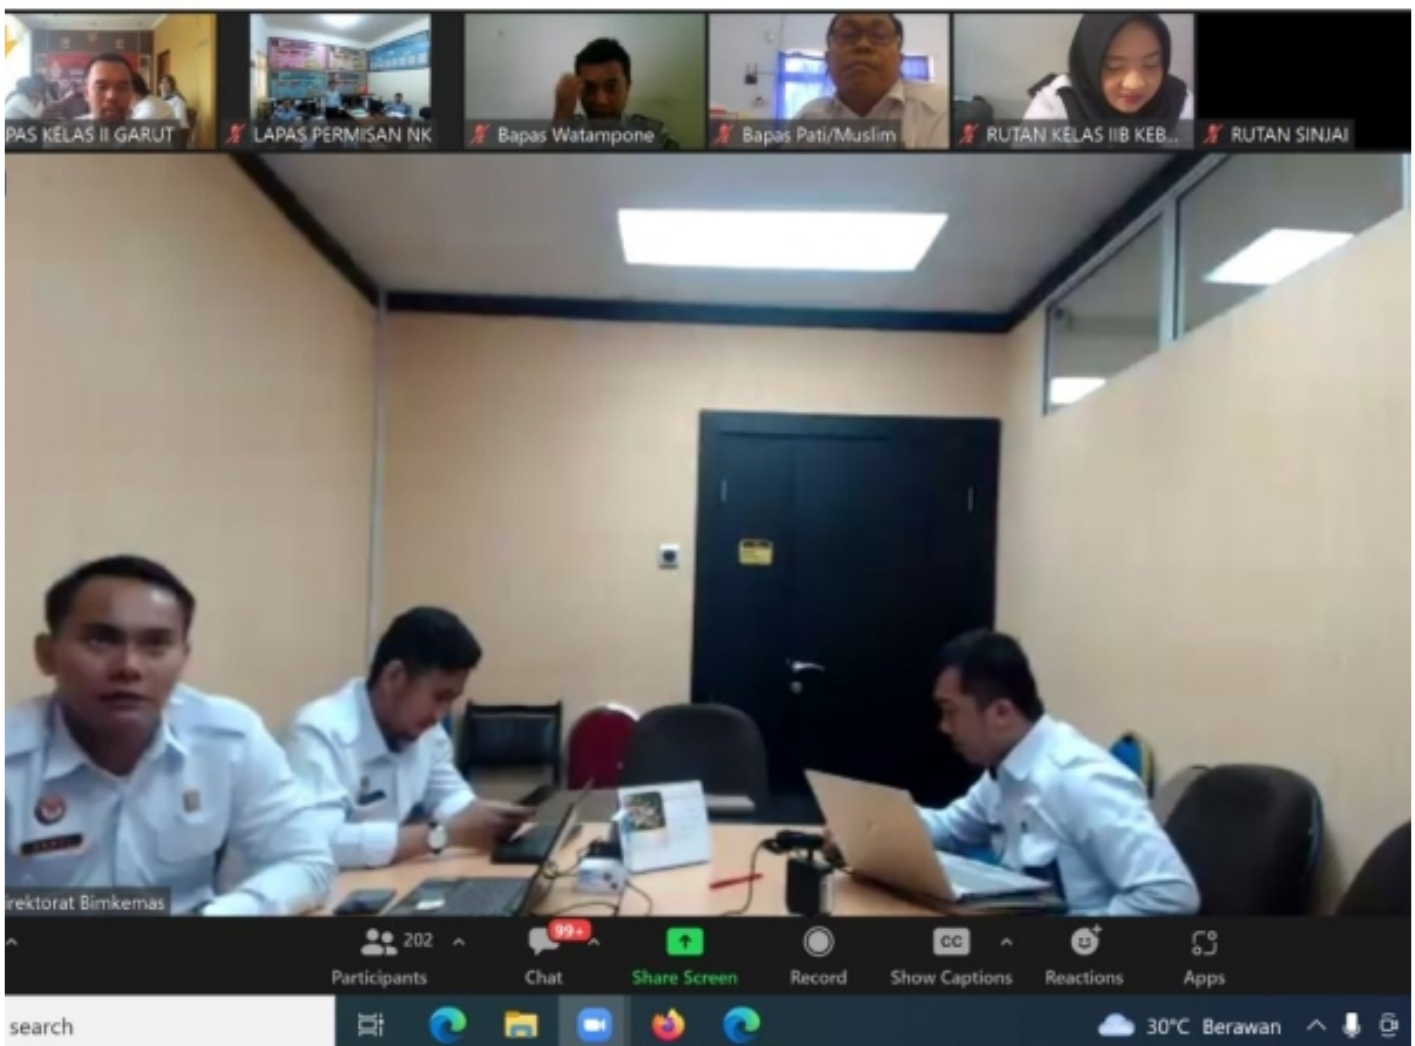 PAS KELAS II GARUT
LAPAS PERMISAN NK
Bapas Watampone
Bapas Pati/Muslim
RUTAN KELAS IIB KEB...
RUTAN SINJAI
irektorat Bimkemas
202
99+
CC
Participants
Chat
Share Screen
Record
Show Captions
Reactions
Apps
search
30°C Berawan